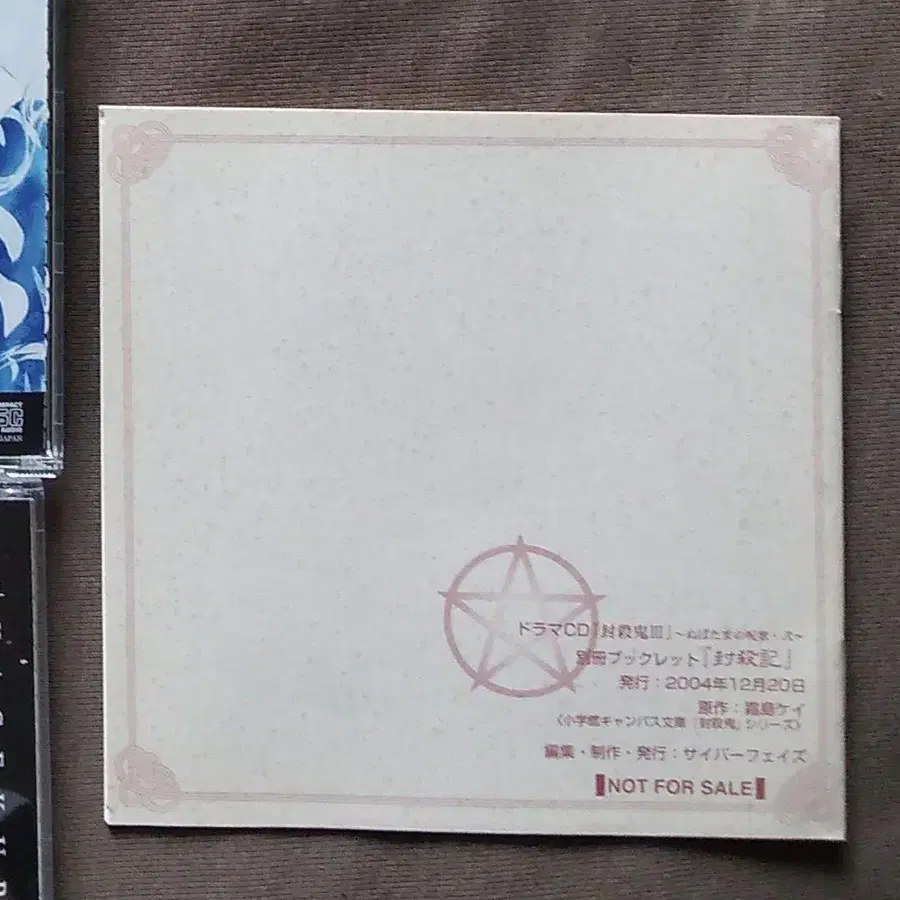 COMPACT
DISC
AUDIO
JAPAN
ドラマCD『封殺鬼Ⅲ』～ぬばたまの呪歌・弐～
別冊ブックレット『封殺記』
発行：2004年12月20日
原作：霜島ケイ
〈小学館キャンバス文庫「封殺鬼」シリーズ〉
編集・制作・発行：サイバーフェイズ
NOT FOR SALE